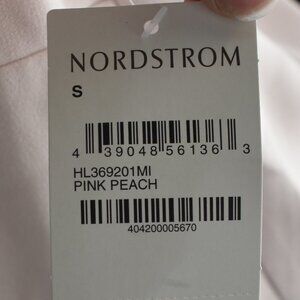 NORDSTROM
S
4 39048 56136 3
HL369201MI
PINK PEACH
404200005670